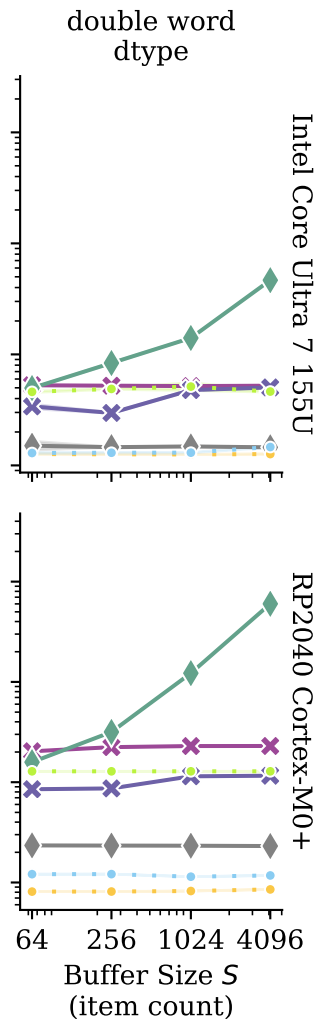 double word
dtype
Intel Core Ultra 7 155U
RP2040 Cortex-M0+
64 256 1024 4096
Buffer Size S
(item count)